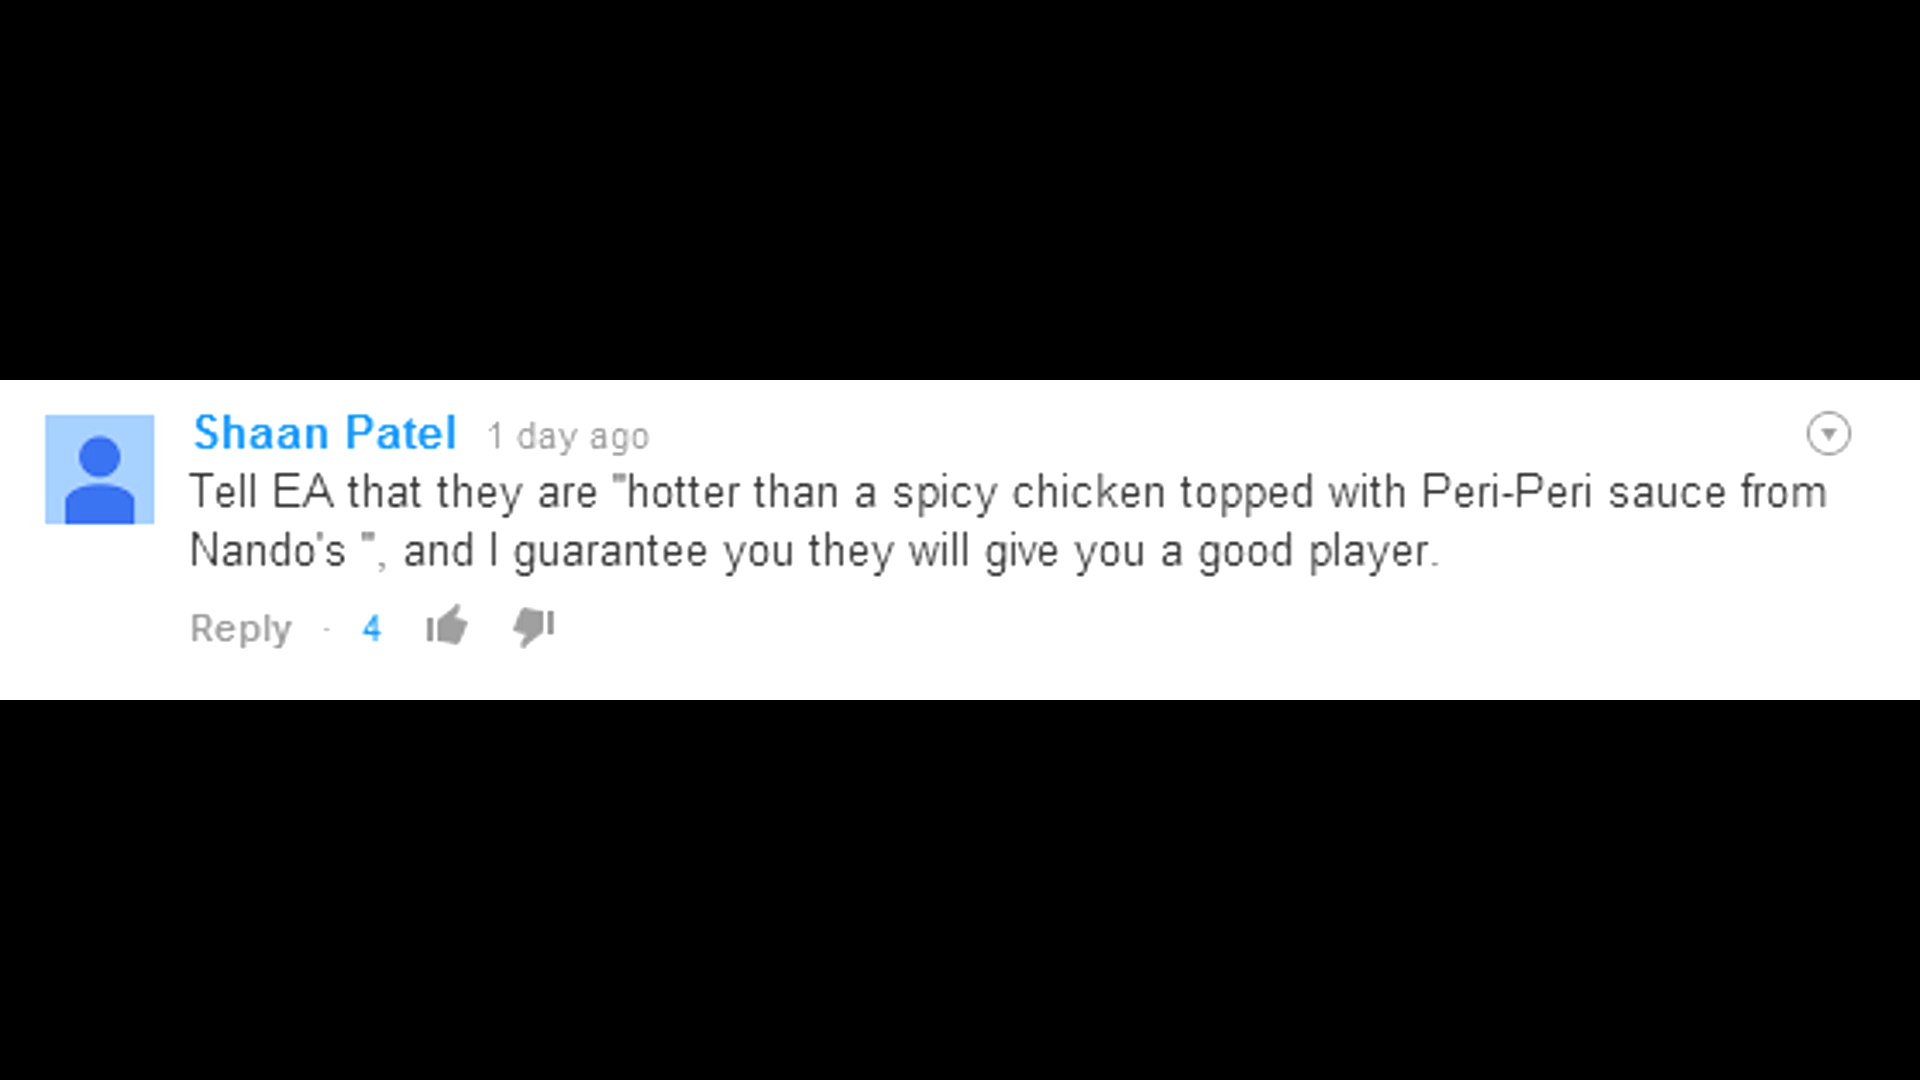 Shaan Patel 1 day ago
Tell EA that they are "hotter than a spicy chicken topped with Peri-Peri sauce from
Nando's ", and I guarantee you they will give you a good player.
Reply · 4